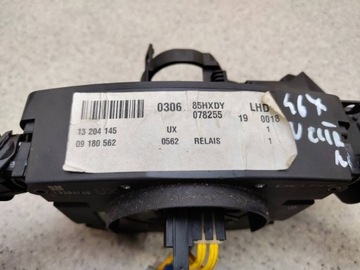 0306 85HXDY LHD
078255 19 0018
13 204 145 UX 1
09 180 562 0562 RELAIS 1